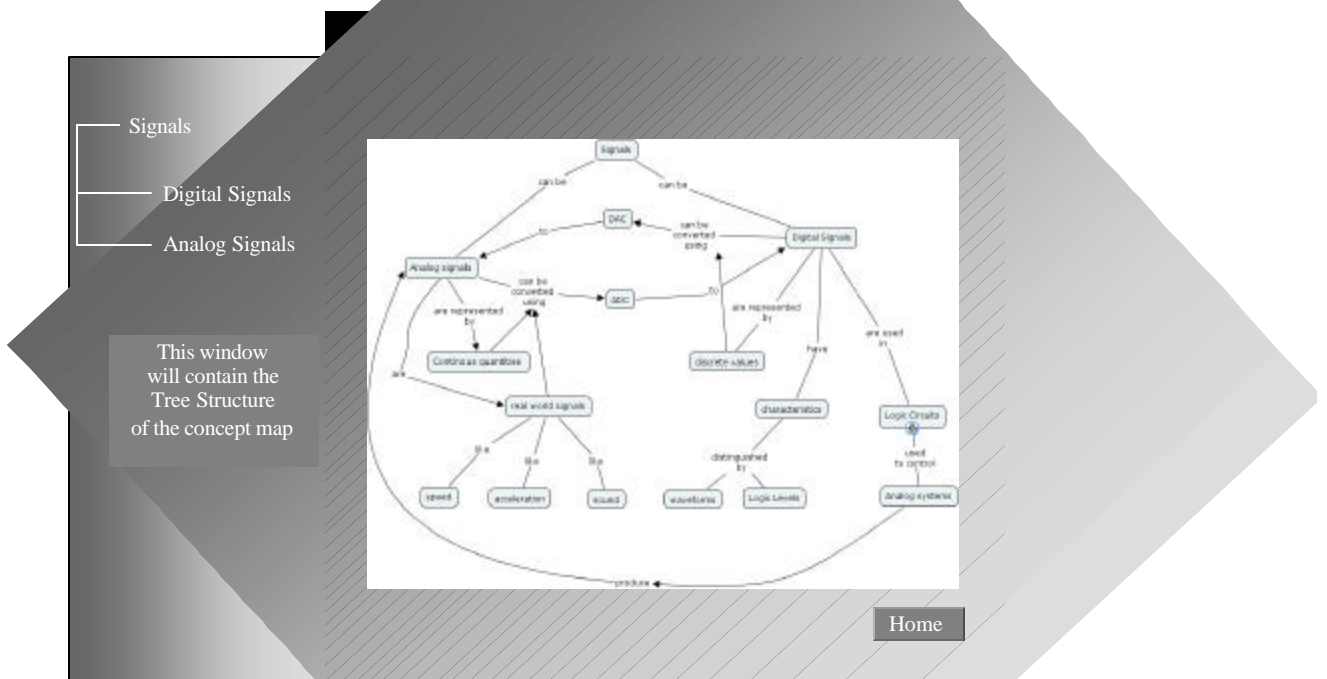 Signals
Digital Signals
Analog Signals
This window
will contain the
Tree Structure
of the concept map
Signals
can be
can be
DAC
to
can be
converted
using
Digital Signals
Analog signals
can be
converted
using
ADC
to
are represented
by
are represented
by
are used
in
have
are
discrete values
real world signals
characteristics
Logic Circuits
like
like
like
distinguished
by
used
to control
speed
acceleration
sound
waveforms
Logic Levels
Analog systems
produce
Home